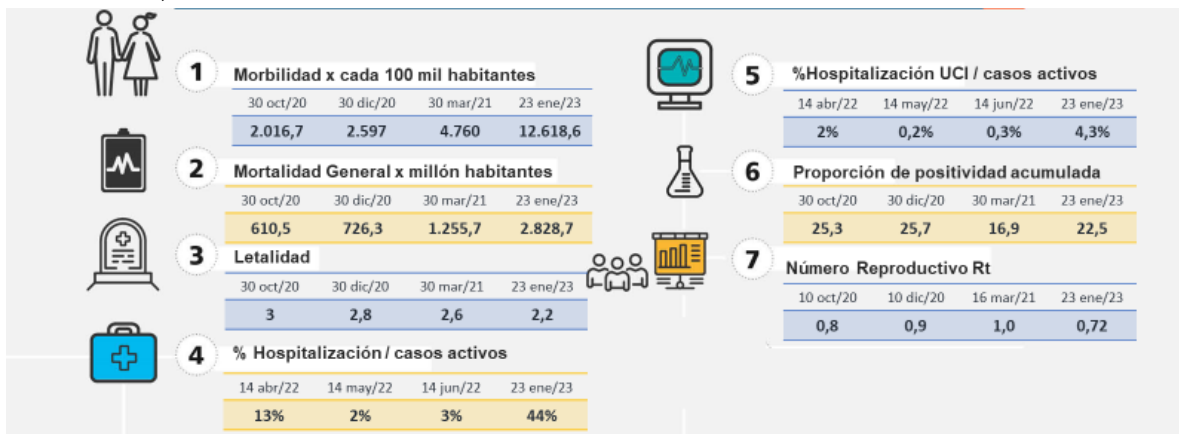 1 Morbilidad x cada 100 mil habitantes
30 oct/20 30 dic/20 30 mar/21 23 ene/23
2.016,7 2.597 4.760 12.618,6
2 Mortalidad General x millón habitantes
30 oct/20 30 dic/20 30 mar/21 23 ene/23
610,5 726,3 1.255,7 2.828,7
3 Letalidad
30 oct/20 30 dic/20 30 mar/21 23 ene/23
3 2,8 2,6 2,2
4 % Hospitalización / casos activos
14 abr/22 14 may/22 14 jun/22 23 ene/23
13% 2% 3% 44%
5 %Hospitalización UCI / casos activos
14 abr/22 14 may/22 14 jun/22 23 ene/23
2% 0,2% 0,3% 4,3%
6 Proporción de positividad acumulada
30 oct/20 30 dic/20 30 mar/21 23 ene/23
25,3 25,7 16,9 22,5
7 Número Reproductivo Rt
10 oct/20 10 dic/20 16 mar/21 23 ene/23
0,8 0,9 1,0 0,72